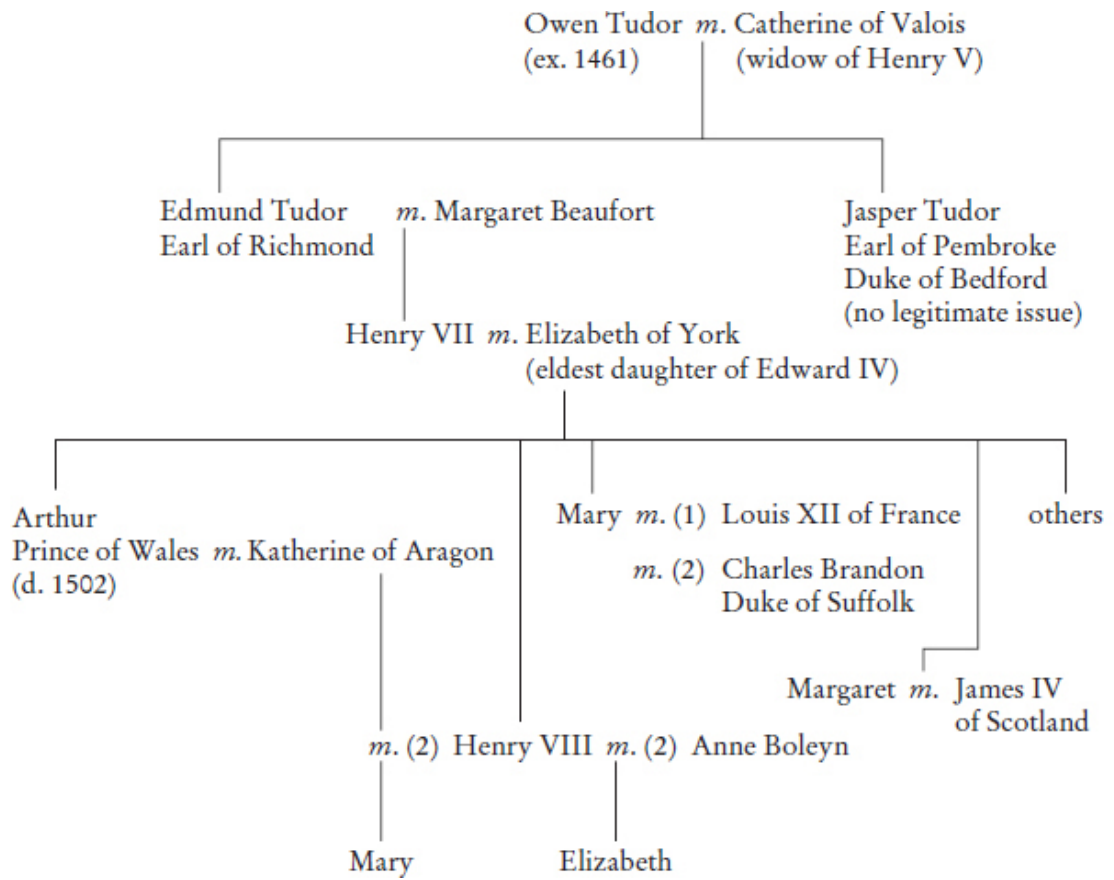 Owen Tudor m. Catherine of Valois
(ex. 1461) (widow of Henry V)
Edmund Tudor m. Margaret Beaufort
Earl of Richmond
Jasper Tudor
Earl of Pembroke
Duke of Bedford
(no legitimate issue)
Henry VII m. Elizabeth of York
(eldest daughter of Edward IV)
Arthur
Prince of Wales m. Katherine of Aragon
(d. 1502)
Mary m. (1) Louis XII of France
m. (2) Charles Brandon
Duke of Suffolk
others
Margaret m. James IV
of Scotland
m. (2) Henry VIII m. (2) Anne Boleyn
Mary
Elizabeth